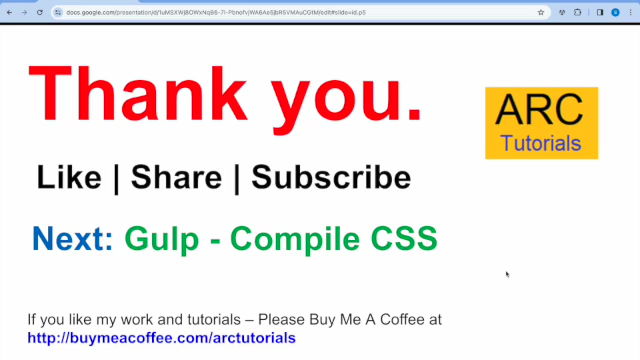 Thank you.
ARC
Tutorials
Like | Share | Subscribe
Next: Gulp - Compile CSS
If you like my work and tutorials – Please Buy Me A Coffee at
http://buymeacoffee.com/arctutorials